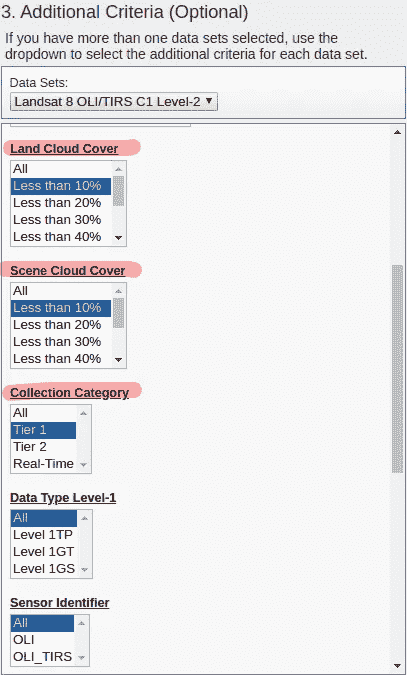 3. Additional Criteria (Optional)
If you have more than one data sets selected, use the
dropdown to select the additional criteria for each data set.
Data Sets:
Landsat 8 OLI/TIRS C1 Level-2
Land Cloud Cover
All
Less than 10%
Less than 20%
Less than 30%
Less than 40%
Scene Cloud Cover
All
Less than 10%
Less than 20%
Less than 30%
Less than 40%
Collection Category
All
Tier 1
Tier 2
Real-Time
Data Type Level-1
All
Level 1TP
Level 1GT
Level 1GS
Sensor Identifier
All
OLI
OLI_TIRS